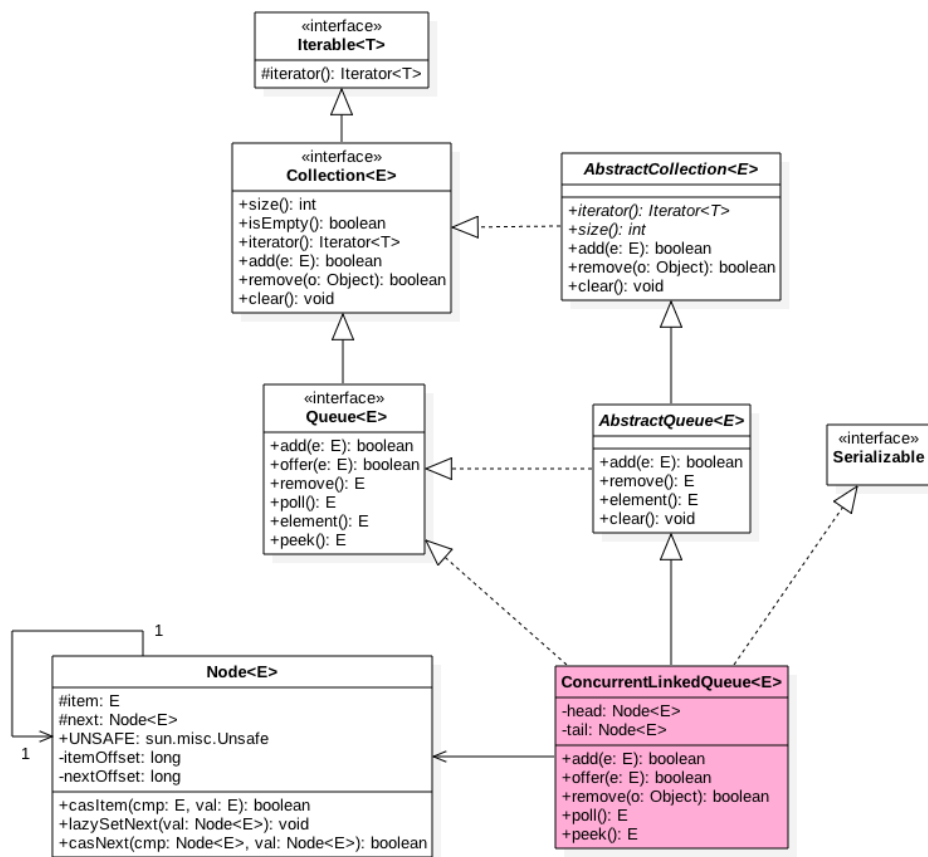 «interface»
Iterable<T>
#iterator(): Iterator<T>
«interface»
Collection<E>
+size(): int
+isEmpty(): boolean
+iterator(): Iterator<T>
+add(e: E): boolean
+remove(o: Object): boolean
+clear(): void
AbstractCollection<E>
+iterator(): Iterator<T>
+size(): int
+add(e: E): boolean
+remove(o: Object): boolean
+clear(): void
«interface»
Queue<E>
+add(e: E): boolean
+offer(e: E): boolean
+remove(): E
+poll(): E
+element(): E
+peek(): E
AbstractQueue<E>
+add(e: E): boolean
+remove(): E
+element(): E
+clear(): void
«interface»
Serializable
1
1
Node<E>
#item: E
#next: Node<E>
+UNSAFE: sun.misc.Unsafe
-itemOffset: long
-nextOffset: long
+casItem(cmp: E, val: E): boolean
+lazySetNext(val: Node<E>): void
+casNext(cmp: Node<E>, val: Node<E>): boolean
ConcurrentLinkedQueue<E>
-head: Node<E>
-tail: Node<E>
+add(e: E): boolean
+offer(e: E): boolean
+remove(o: Object): boolean
+poll(): E
+peek(): E